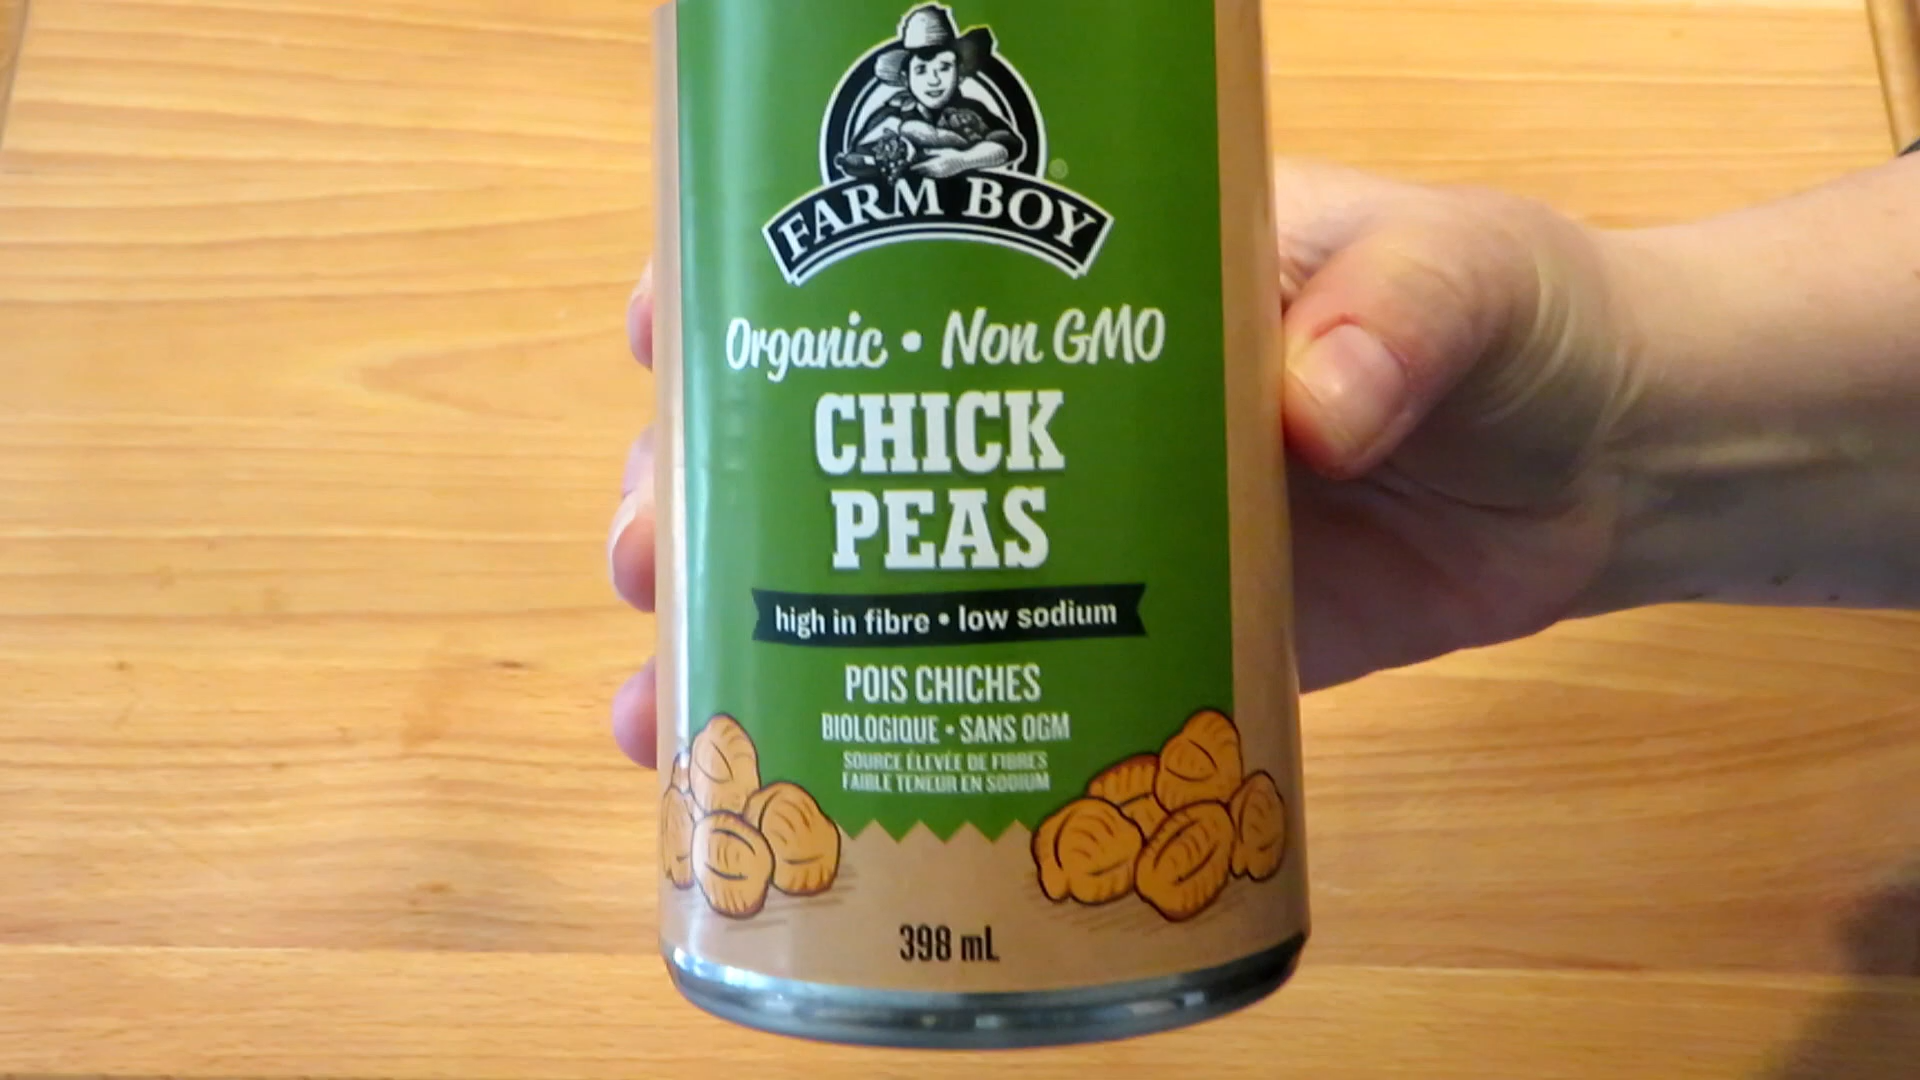 FARM BOY
®
Organic • Non GMO
CHICK
PEAS
high in fibre • low sodium
POIS CHICHES
BIOLOGIQUE • SANS OGM
SOURCE ÉLEVÉE DE FIBRES
FAIBLE TENEUR EN SODIUM
398 mL